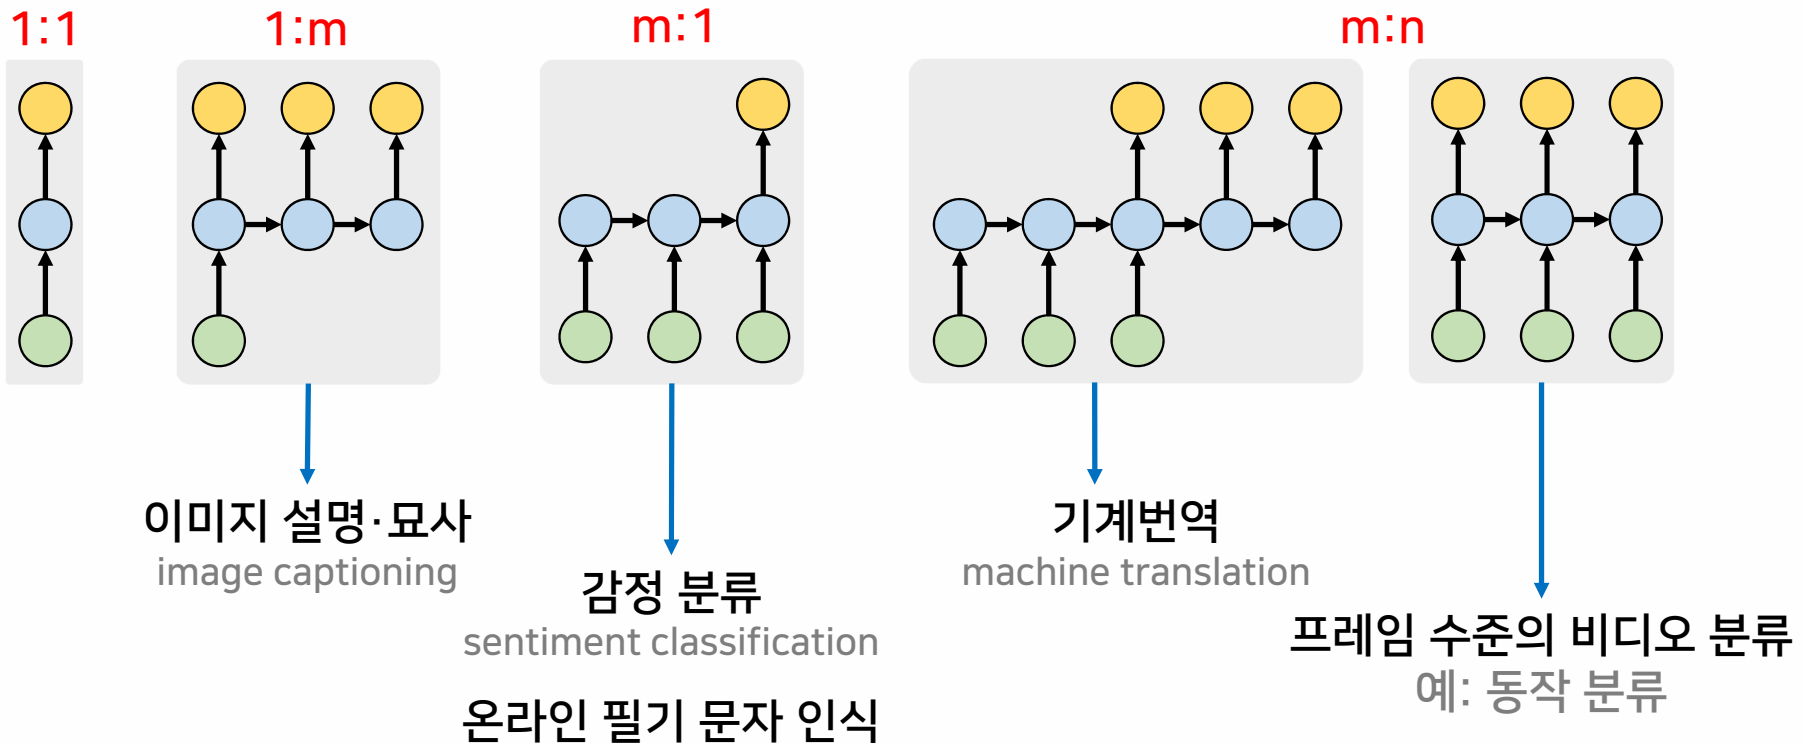 1:1
1:m
m:1
m:n
이미지 설명·묘사
image captioning
감정 분류
sentiment classification
온라인 필기 문자 인식
기계번역
machine translation
프레임 수준의 비디오 분류
예: 동작 분류